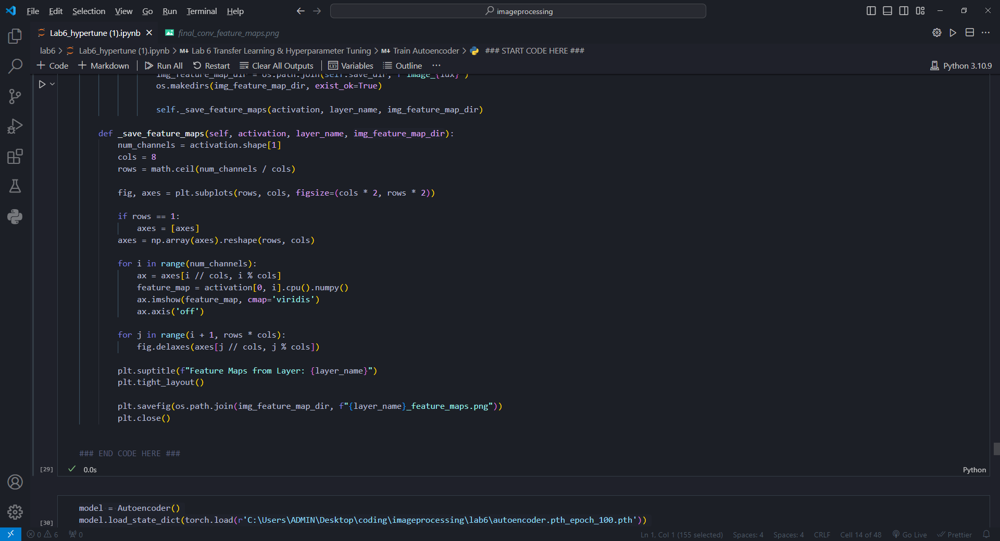 File Edit Selection View Go Run Terminal Help imageprocessing
Lab6_hypertune (1).ipynb final_conv_feature_maps.png
lab6 > Lab6_hypertune (1).ipynb > M↓ Lab 6 Transfer Learning & Hyperparameter Tuning > M↓ Train Autoencoder > ### START CODE HERE ###
+ Code + Markdown Run All Restart Clear All Outputs Variables Outline ... Python 3.10.9
img_feature_map_dir = os.path.join(self.save_dir, f"image_{idx}")
os.makedirs(img_feature_map_dir, exist_ok=True)
self._save_feature_maps(activation, layer_name, img_feature_map_dir)
def _save_feature_maps(self, activation, layer_name, img_feature_map_dir):
num_channels = activation.shape[1]
cols = 8
rows = math.ceil(num_channels / cols)
fig, axes = plt.subplots(rows, cols, figsize=(cols * 2, rows * 2))
if rows == 1:
axes = [axes]
axes = np.array(axes).reshape(rows, cols)
for i in range(num_channels):
ax = axes[i // cols, i % cols]
feature_map = activation[0, i].cpu().numpy()
ax.imshow(feature_map, cmap='viridis')
ax.axis('off')
for j in range(i + 1, rows * cols):
fig.delaxes(axes[j // cols, j % cols])
plt.suptitle(f"Feature Maps from Layer: {layer_name}")
plt.tight_layout()
plt.savefig(os.path.join(img_feature_map_dir, f"{layer_name}_feature_maps.png"))
plt.close()
### END CODE HERE ###
[29] 0.0s Python
model = Autoencoder()
[30] model.load_state_dict(torch.load(r'C:\Users\ADMIN\Desktop\coding\imageprocessing\lab6\autoencoder.pth_epoch_100.pth'))
0 6 0 Ln 1, Col 1 (155 selected) Spaces: 4 Spaces: 4 CRLF Cell 14 of 48 Go Live Prettier